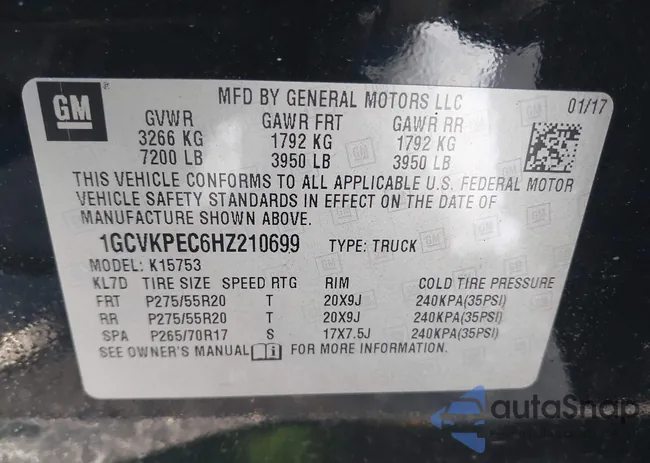 GM
MFD BY GENERAL MOTORS LLC 01/17
GVWR GAWR FRT GAWR RR
3266 KG 1792 KG 1792 KG
7200 LB 3950 LB 3950 LB
THIS VEHICLE CONFORMS TO ALL APPLICABLE U.S. FEDERAL MOTOR
VEHICLE SAFETY STANDARDS IN EFFECT ON THE DATE OF
MANUFACTURE SHOWN ABOVE.
1GCVKPEC6HZ210699 TYPE: TRUCK
MODEL: K15753
KL7D TIRE SIZE SPEED RTG RIM COLD TIRE PRESSURE
FRT P275/55R20 T 20X9J 240KPA(35PSI)
RR P275/55R20 T 20X9J 240KPA(35PSI)
SPA P265/70R17 S 17X7.5J 240KPA(35PSI)
SEE OWNER'S MANUAL FOR MORE INFORMATION.
autoSnap